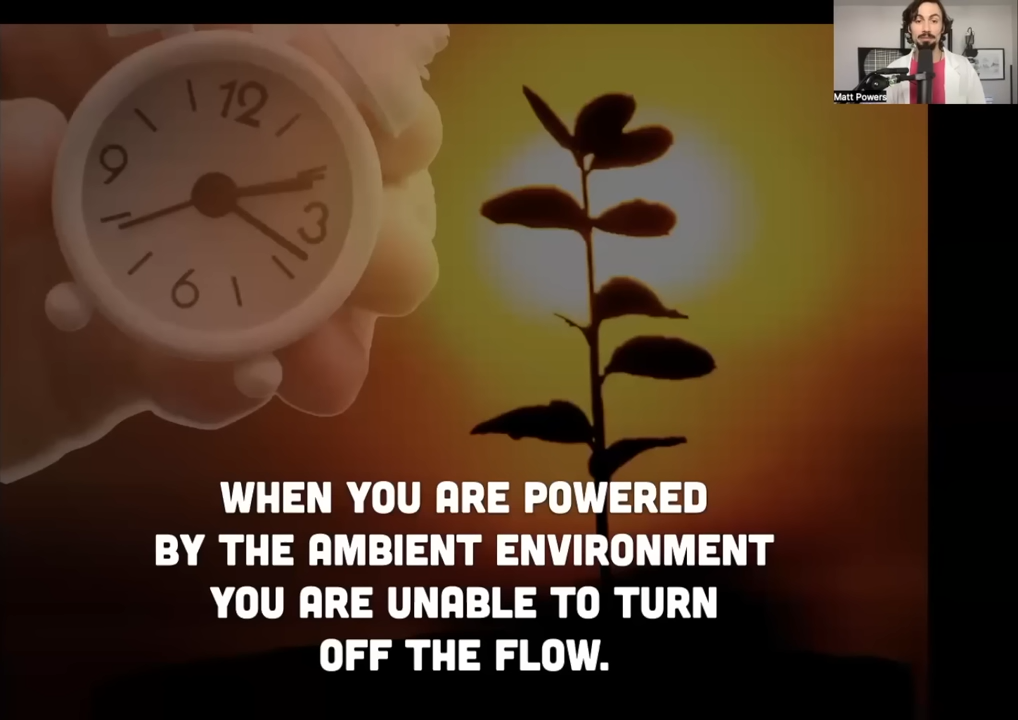 Matt Powers
12
9
3
6
WHEN YOU ARE POWERED
BY THE AMBIENT ENVIRONMENT
YOU ARE UNABLE TO TURN
OFF THE FLOW.